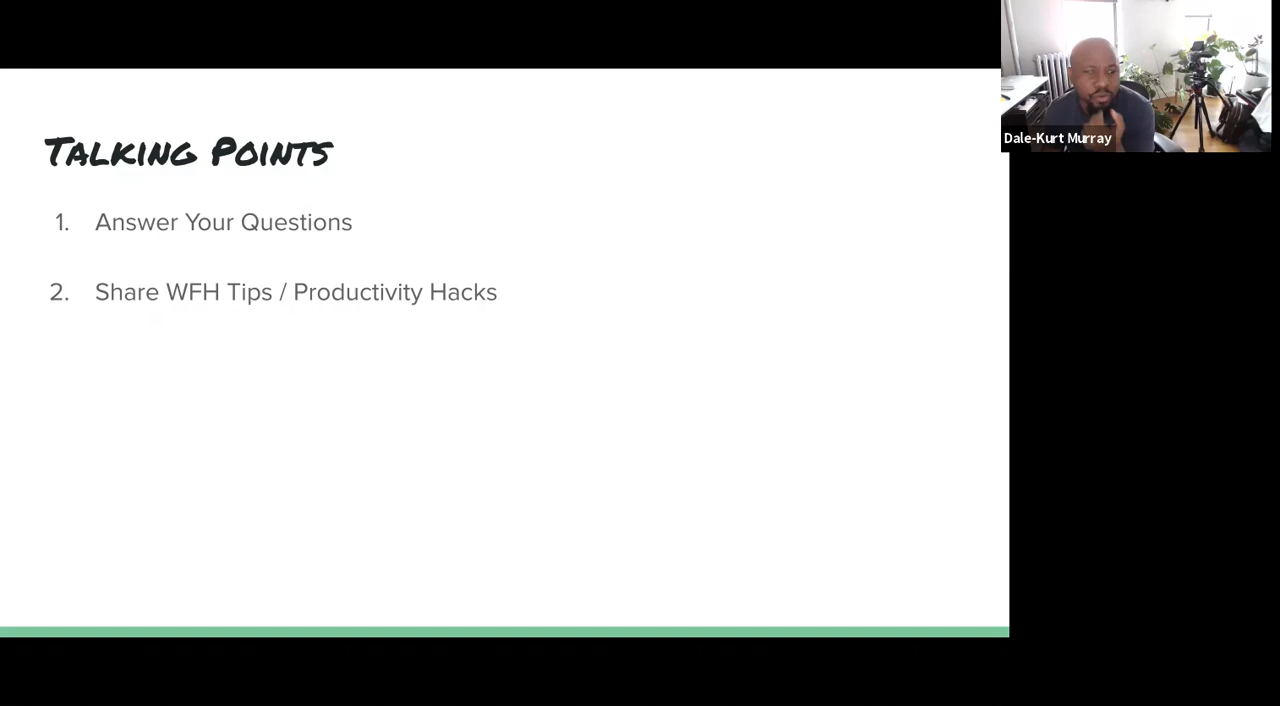 Talking Points
1. Answer Your Questions
2. Share WFH Tips / Productivity Hacks
Dale-Kurt Murray